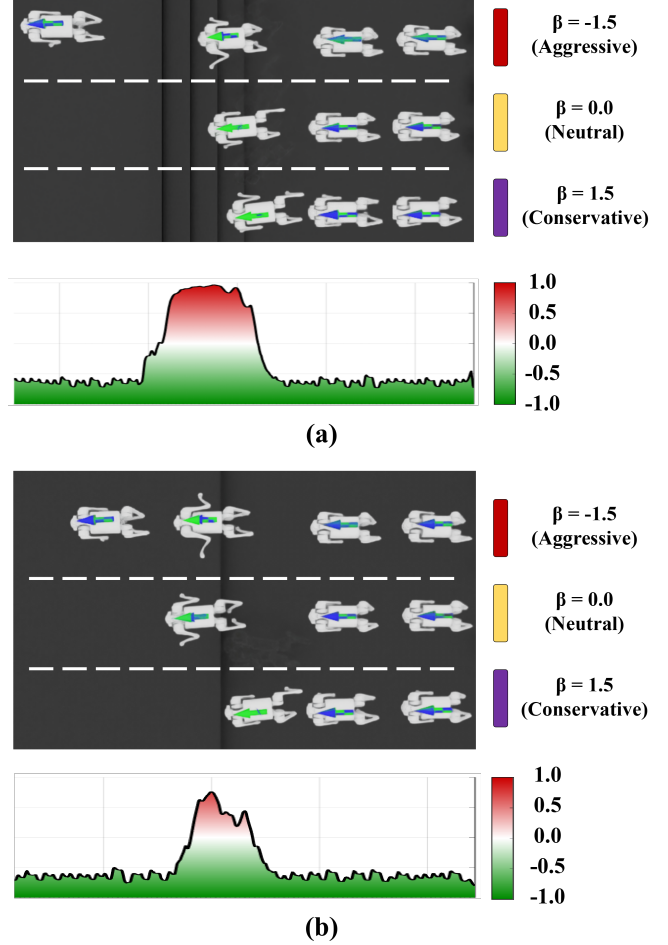 β = -1.5
(Aggressive)
β = 0.0
(Neutral)
β = 1.5
(Conservative)
1.0
0.5
0.0
-0.5
-1.0
(a)
β = -1.5
(Aggressive)
β = 0.0
(Neutral)
β = 1.5
(Conservative)
1.0
0.5
0.0
-0.5
-1.0
(b)